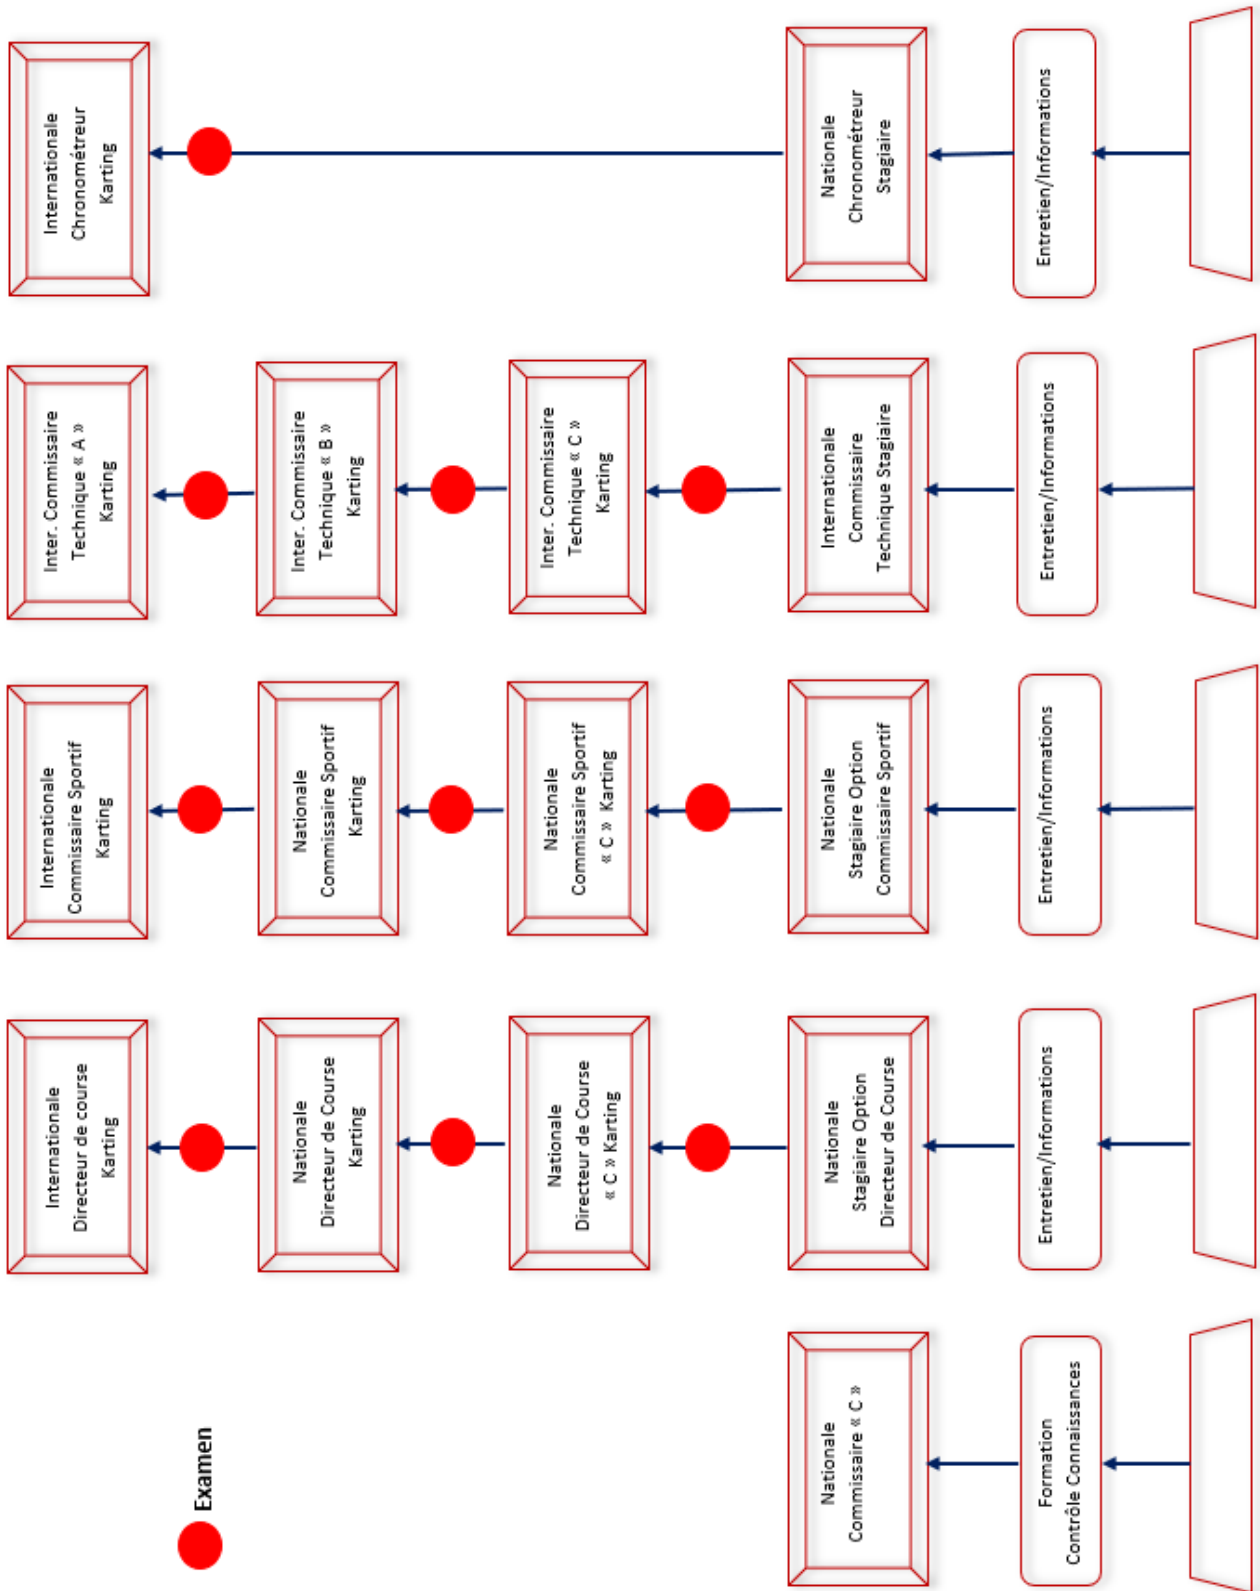 Internationale
Directeur de course
Karting
Internationale
Commissaire Sportif
Karting
Inter. Commissaire
Technique « A »
Karting
Internationale
Chronométreur
Karting
Examen
Nationale
Directeur de Course
Karting
Nationale
Commissaire Sportif
Karting
Inter. Commissaire
Technique « B »
Karting
Nationale
Directeur de Course
« C » Karting
Nationale
Commissaire Sportif
« C » Karting
Inter. Commissaire
Technique « C »
Karting
Nationale
Commissaire « C »
Nationale
Stagiaire Option
Directeur de Course
Nationale
Stagiaire Option
Commissaire Sportif
Internationale
Commissaire
Technique Stagiaire
Nationale
Chronométreur
Stagiaire
Formation
Contrôle Connaissances
Entretien/Informations
Entretien/Informations
Entretien/Informations
Entretien/Informations